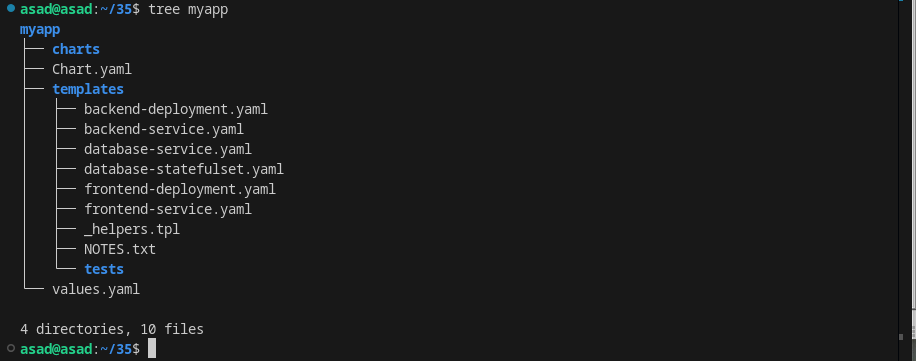 asad@asad:~/35$ tree myapp
myapp
├── charts
├── Chart.yaml
├── templates
│   ├── backend-deployment.yaml
│   ├── backend-service.yaml
│   ├── database-service.yaml
│   ├── database-statefulset.yaml
│   ├── frontend-deployment.yaml
│   ├── frontend-service.yaml
│   ├── _helpers.tpl
│   ├── NOTES.txt
│   └── tests
└── values.yaml
4 directories, 10 files
asad@asad:~/35$